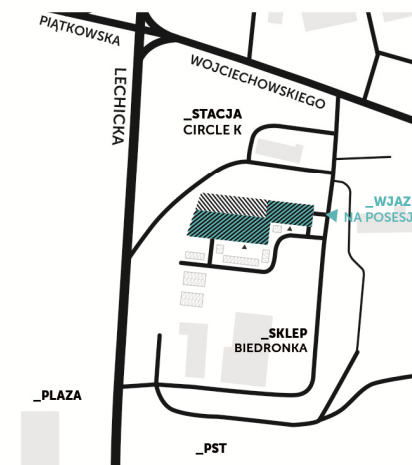 PIĄTKOWSKA
LECHICKA
WOJCIECHOWSKIEGO
_STACJA
CIRCLE K
_WJAZ
NA POSESJ
_SKLEP
BIEDRONKA
_PLAZA
_PST